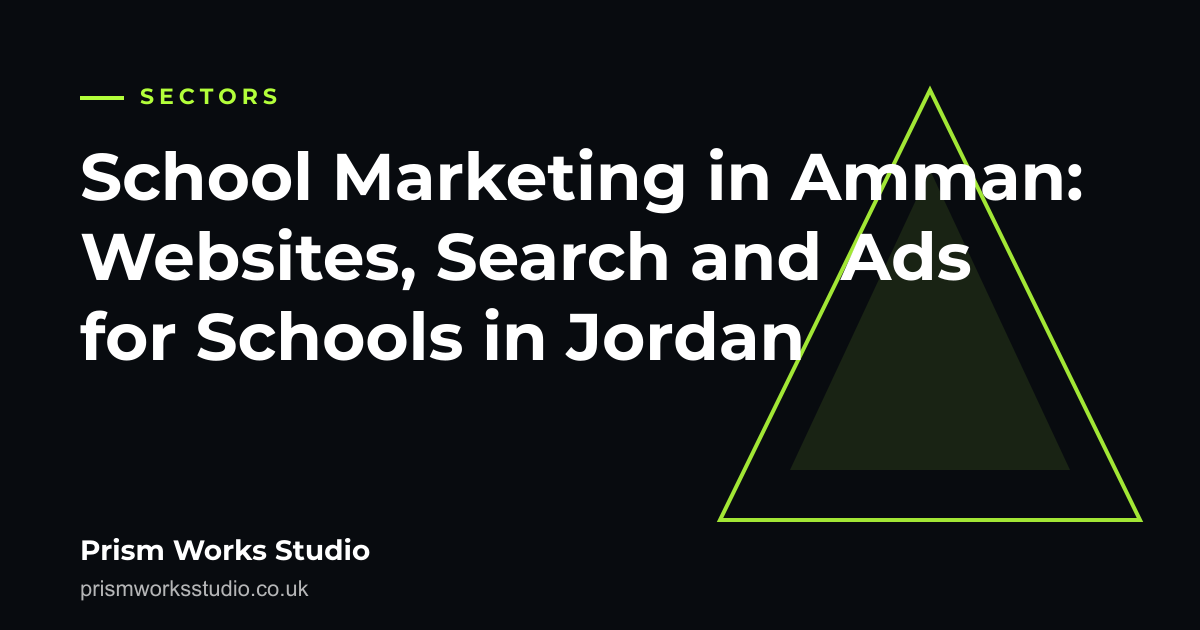 SECTORS
School Marketing in Amman:
Websites, Search and Ads
for Schools in Jordan
Prism Works Studio
prismworksstudio.co.uk